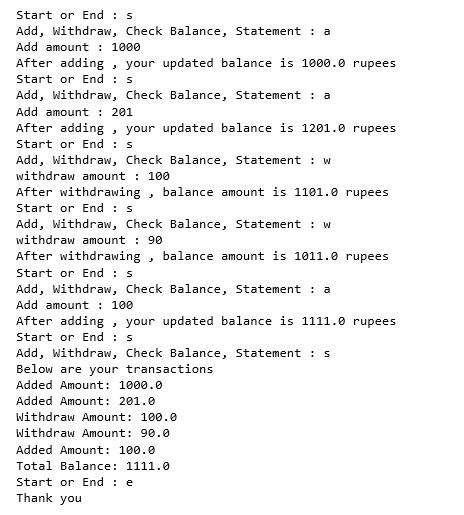 Start or End : s
Add, Withdraw, Check Balance, Statement : a
Add amount : 1000
After adding , your updated balance is 1000.0 rupees
Start or End : s
Add, Withdraw, Check Balance, Statement : a
Add amount : 201
After adding , your updated balance is 1201.0 rupees
Start or End : s
Add, Withdraw, Check Balance, Statement : w
withdraw amount : 100
After withdrawing , balance amount is 1101.0 rupees
Start or End : s
Add, Withdraw, Check Balance, Statement : w
withdraw amount : 90
After withdrawing , balance amount is 1011.0 rupees
Start or End : s
Add, Withdraw, Check Balance, Statement : a
Add amount : 100
After adding , your updated balance is 1111.0 rupees
Start or End : s
Add, Withdraw, Check Balance, Statement : s
Below are your transactions
Added Amount: 1000.0
Added Amount: 201.0
Withdraw Amount: 100.0
Withdraw Amount: 90.0
Added Amount: 100.0
Total Balance: 1111.0
Start or End : e
Thank you